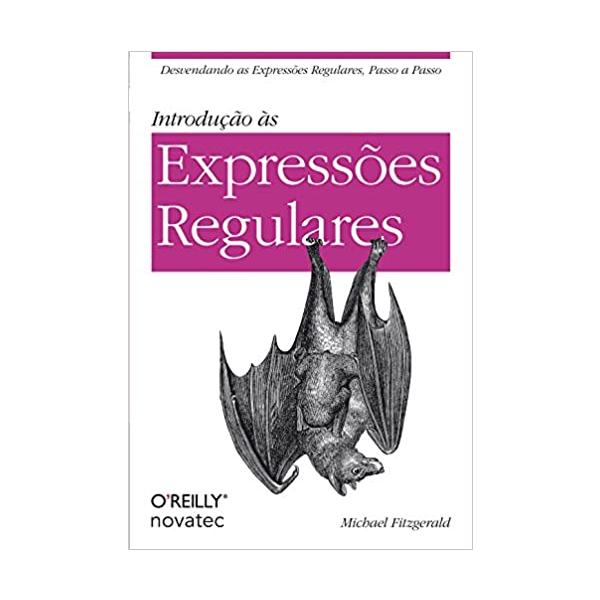 Desvendando as Expressões Regulares, Passo a Passo
Introdução às
Expressões
Regulares
O'REILLY®
novatec
Michael Fitzgerald